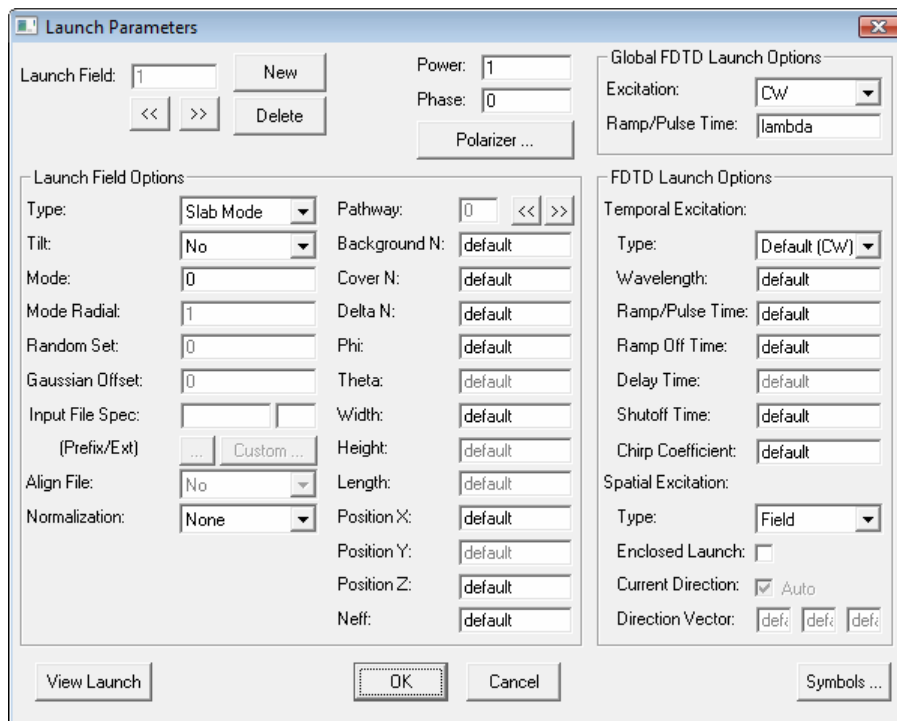 Launch Parameters
Launch Field: 1 New
<< >> Delete
Power: 1
Phase: 0
Polarizer ...
Global FDTD Launch Options
Excitation: CW
Ramp/Pulse Time: lambda
Launch Field Options
Type: Slab Mode
Tilt: No
Mode: 0
Mode Radial: 1
Random Set: 0
Gaussian Offset: 0
Input File Spec:
(Prefix/Ext) ... Custom ...
Align File: No
Normalization: None
Pathway: 0 << >>
Background N: default
Cover N: default
Delta N: default
Phi: default
Theta: default
Width: default
Height: default
Length: default
Position X: default
Position Y: default
Position Z: default
Neff: default
FDTD Launch Options
Temporal Excitation:
Type: Default (CW)
Wavelength: default
Ramp/Pulse Time: default
Ramp Off Time: default
Delay Time: default
Shutoff Time: default
Chirp Coefficient: default
Spatial Excitation:
Type: Field
Enclosed Launch:
Current Direction: Auto
Direction Vector: defa defa defa
View Launch OK Cancel Symbols ...